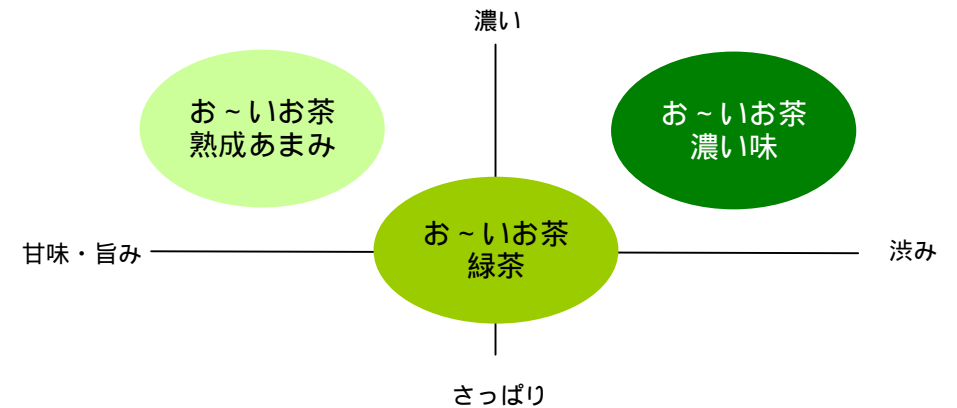 濃い
お～いお茶
熟成あまみ
お～いお茶
濃い味
お～いお茶
緑茶
甘味・旨み
渋み
さっぱり